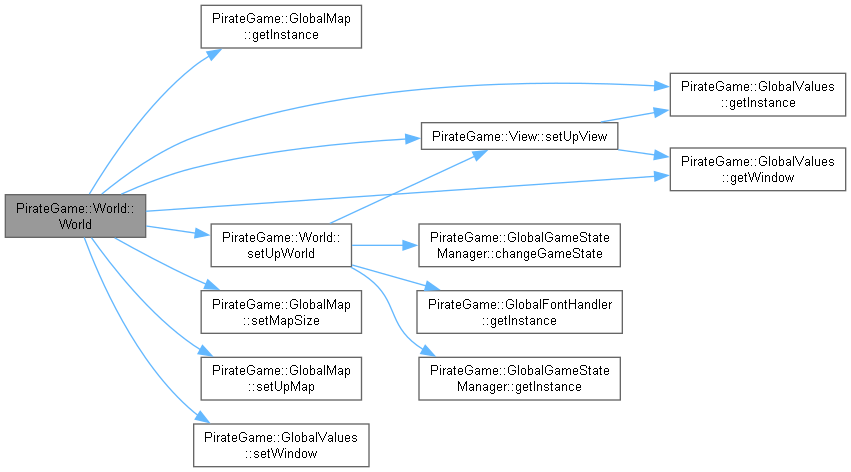 PirateGame::GlobalMap
::getInstance
PirateGame::GlobalValues
::getInstance
PirateGame::View::setUpView
PirateGame::GlobalValues
::getWindow
PirateGame::World::
World
PirateGame::World::
setUpWorld
PirateGame::GlobalGameState
Manager::changeGameState
PirateGame::GlobalMap
::setMapSize
PirateGame::GlobalFontHandler
::getInstance
PirateGame::GlobalMap
::setUpMap
PirateGame::GlobalGameState
Manager::getInstance
PirateGame::GlobalValues
::setWindow